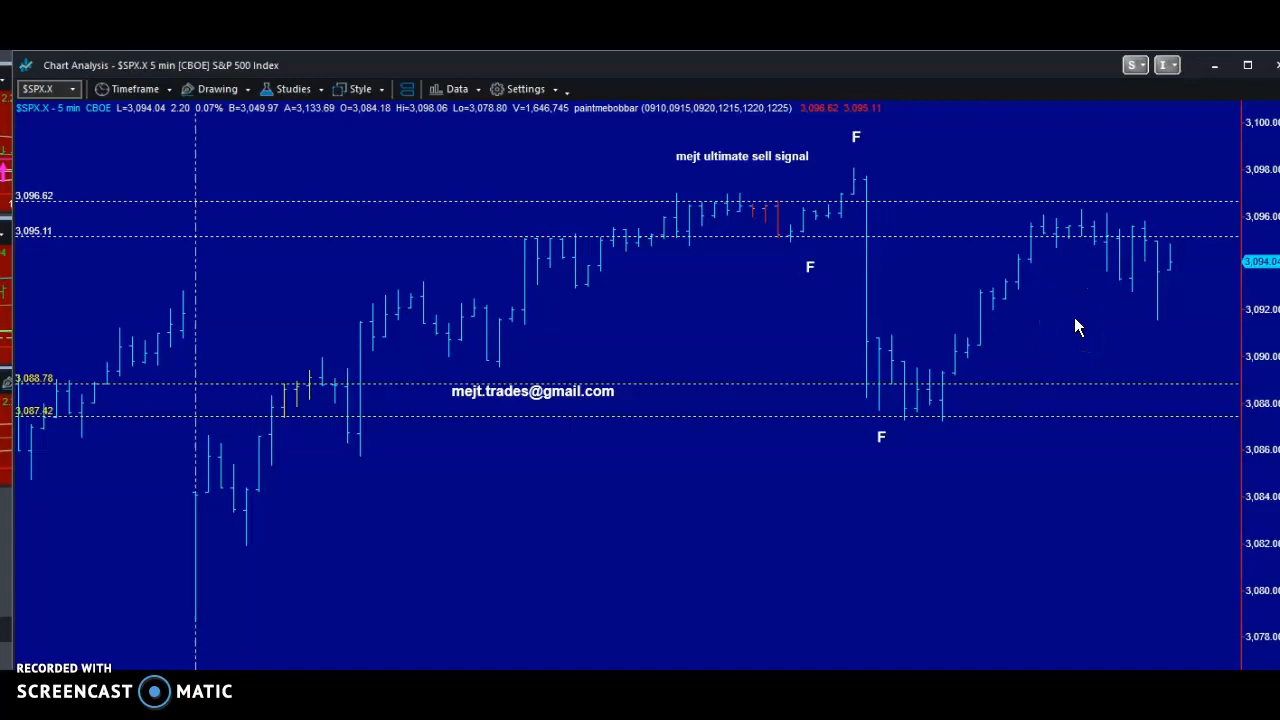 Chart Analysis - $SPX.X 5 min [CBOE] S&P 500 Index
S I
$SPX.X Timeframe Drawing Studies Style Data Settings
$SPX.X - 5 min CBOE L=3,094.04 2.20 0.07% B=3,049.97 A=3,133.69 O=3,084.18 Hi=3,098.06 Lo=3,078.80 V=1,646,745 paintmebobbar (0910,0915,0920,1215,1220,1225) 3,096.62 3,095.11
3,100.00
F
mejt ultimate sell signal
3,098.00
3,096.62
3,096.00
3,095.11
F
3,094.04
3,092.00
3,090.00
3,088.78
mejt.trades@gmail.com
3,088.00
3,087.42
F
3,086.00
3,084.00
3,082.00
3,080.00
3,078.00
RECORDED WITH
SCREENCAST MATIC